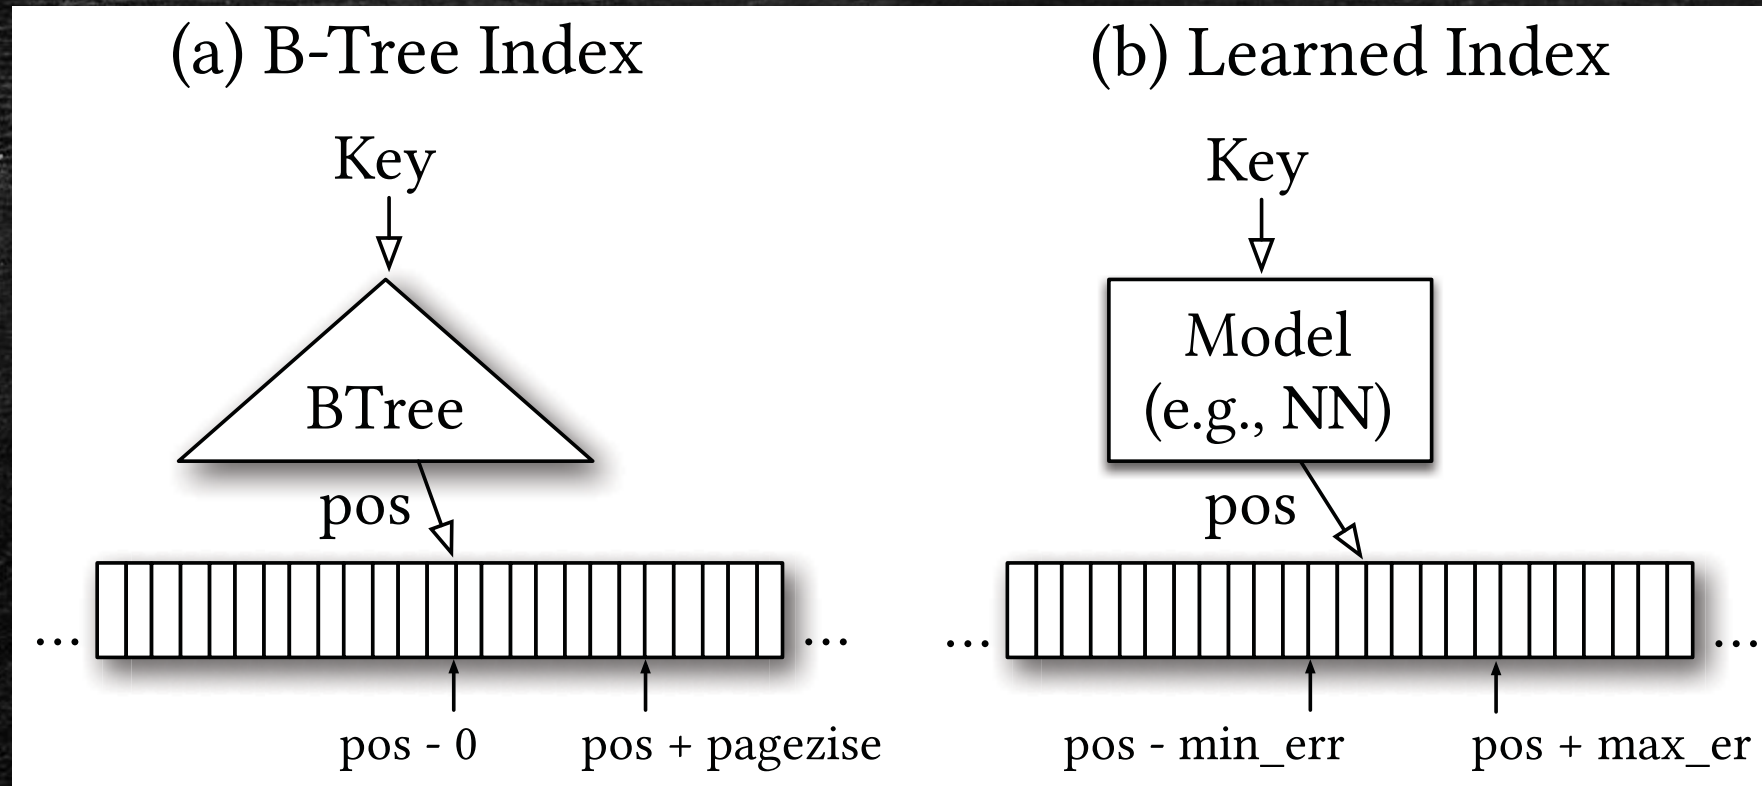 (a) B-Tree Index
Key
BTree
pos
...
...
pos - 0
pos + pagezise
(b) Learned Index
Key
Model
(e.g., NN)
pos
...
...
pos - min_err
pos + max_er